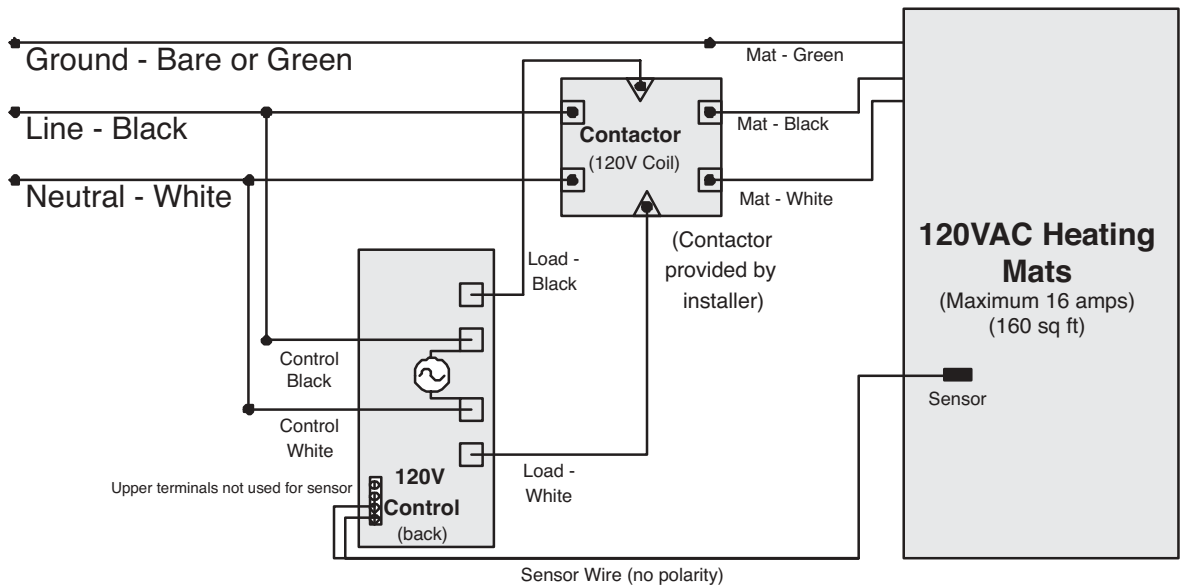 Ground - Bare or Green
Mat - Green
Line - Black
Contactor
(120V Coil)
Mat - Black
Neutral - White
Mat - White
(Contactor
provided by
installer)
120VAC Heating
Mats
(Maximum 16 amps)
(160 sq ft)
Load -
Black
Control
Black
Control
White
Sensor
Load -
White
Upper terminals not used for sensor
120V
Control
(back)
Sensor Wire (no polarity)